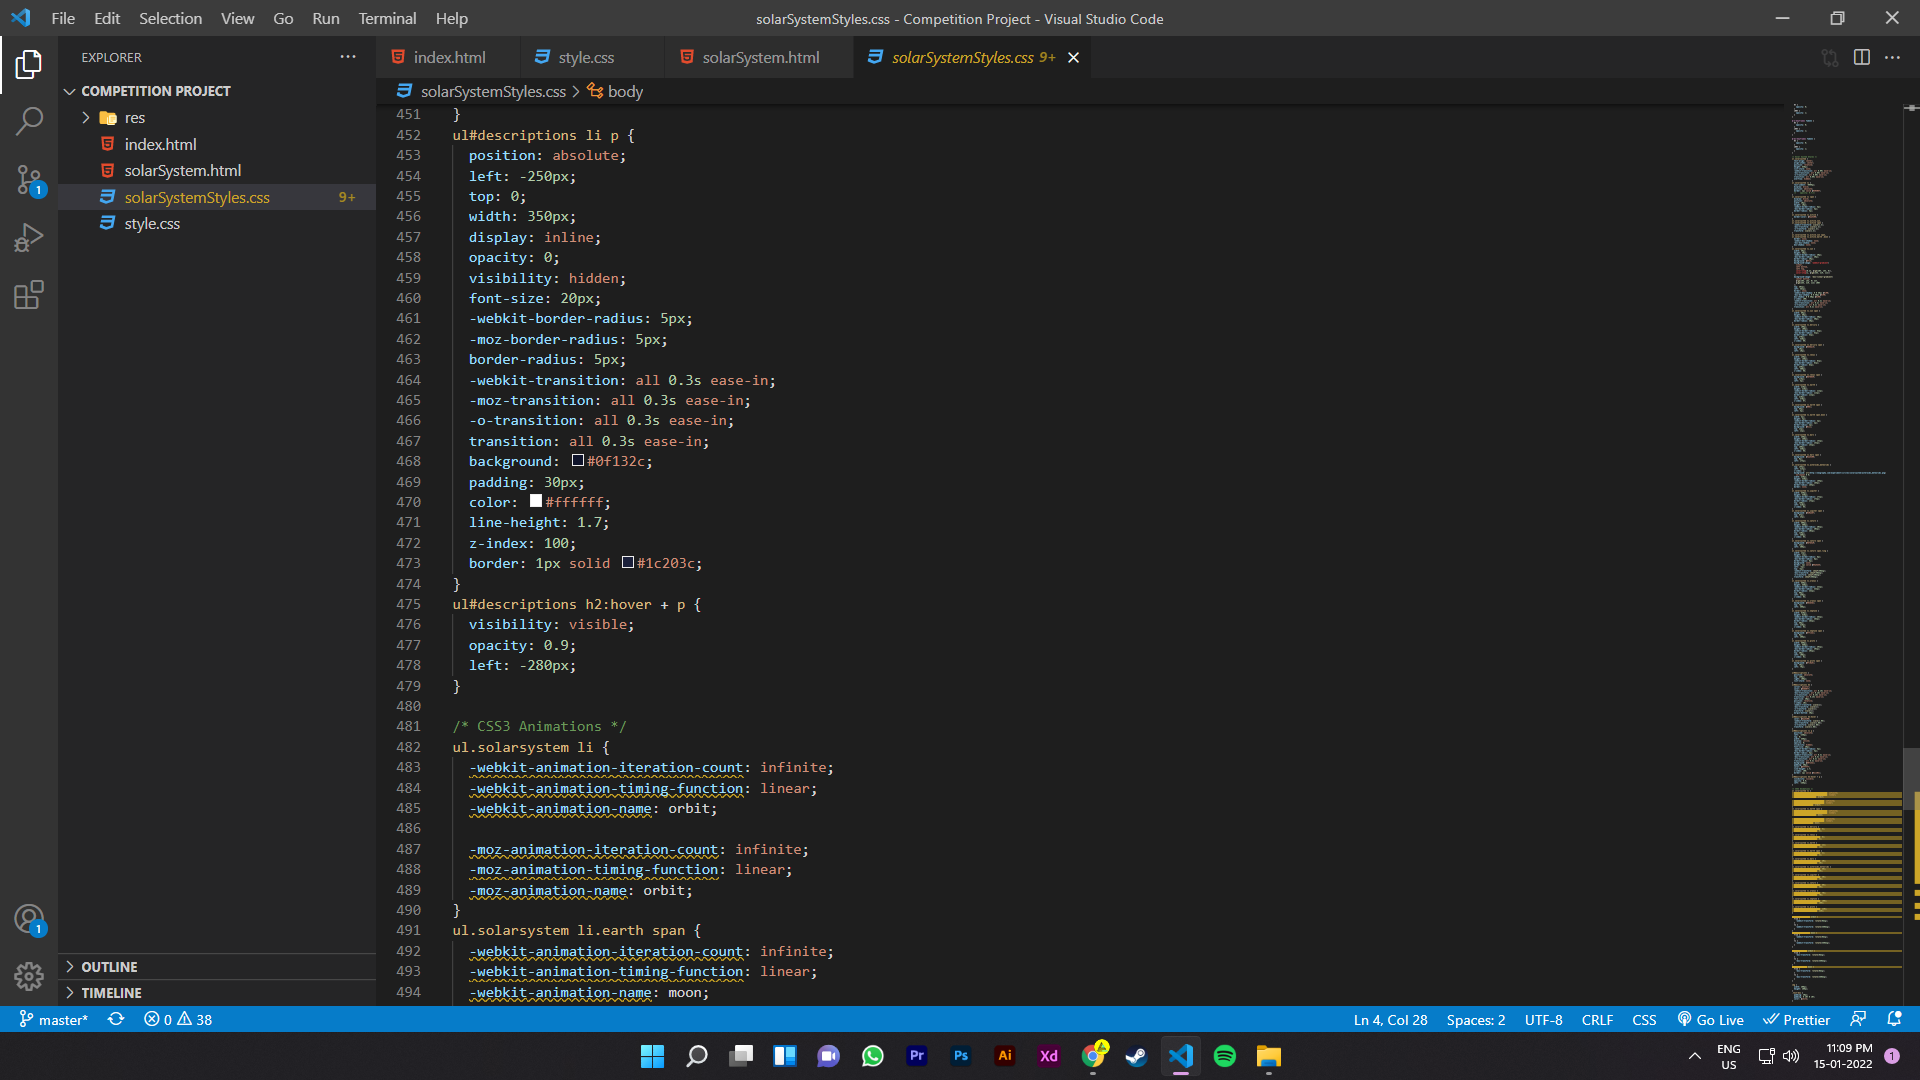 File Edit Selection View Go Run Terminal Help
solarSystemStyles.css - Competition Project - Visual Studio Code
EXPLORER
index.html
style.css
solarSystem.html
solarSystemStyles.css 9+
COMPETITION PROJECT
res
index.html
solarSystem.html
solarSystemStyles.css 9+
style.css
OUTLINE
TIMELINE
1
1
solarSystemStyles.css > body
451 }
452 ul#descriptions li p {
453 position: absolute;
454 left: -250px;
455 top: 0;
456 width: 350px;
457 display: inline;
458 opacity: 0;
459 visibility: hidden;
460 font-size: 20px;
461 -webkit-border-radius: 5px;
462 -moz-border-radius: 5px;
463 border-radius: 5px;
464 -webkit-transition: all 0.3s ease-in;
465 -moz-transition: all 0.3s ease-in;
466 -o-transition: all 0.3s ease-in;
467 transition: all 0.3s ease-in;
468 background: #0f132c;
469 padding: 30px;
470 color: #ffffff;
471 line-height: 1.7;
472 z-index: 100;
473 border: 1px solid #1c203c;
474 }
475 ul#descriptions h2:hover + p {
476 visibility: visible;
477 opacity: 0.9;
478 left: -280px;
479 }
480
481 /* CSS3 Animations */
482 ul.solarsystem li {
483 -webkit-animation-iteration-count: infinite;
484 -webkit-animation-timing-function: linear;
485 -webkit-animation-name: orbit;
486
487 -moz-animation-iteration-count: infinite;
488 -moz-animation-timing-function: linear;
489 -moz-animation-name: orbit;
490 }
491 ul.solarsystem li.earth span {
492 -webkit-animation-iteration-count: infinite;
493 -webkit-animation-timing-function: linear;
494 -webkit-animation-name: moon;
master* 0 38
Ln 4, Col 28 Spaces: 2 UTF-8 CRLF CSS Go Live Prettier
Pr Ps Ai Xd
ENG
US
11:09 PM
15-01-2022
1